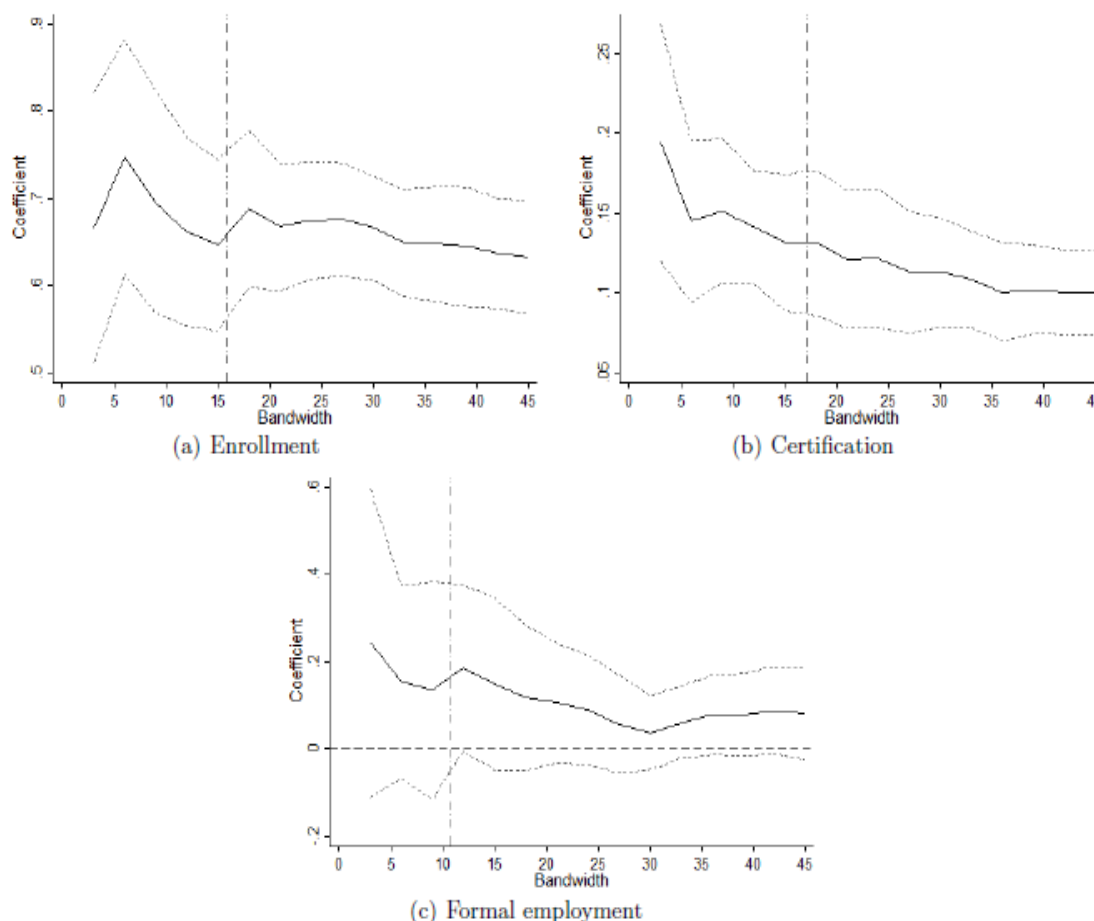 .9
.8
.7
.6
.5
Coefficient
0 5 10 15 20 25 30 35 40 45
Bandwidth
(a) Enrollment
.25
.2
.15
.1
.05
Coefficient
0 5 10 15 20 25 30 35 40
Bandwidth
(b) Certification
.6
.4
.2
0
-.2
Coefficient
0 5 10 15 20 25 30 35 40 45
Bandwidth
(c) Formal employment